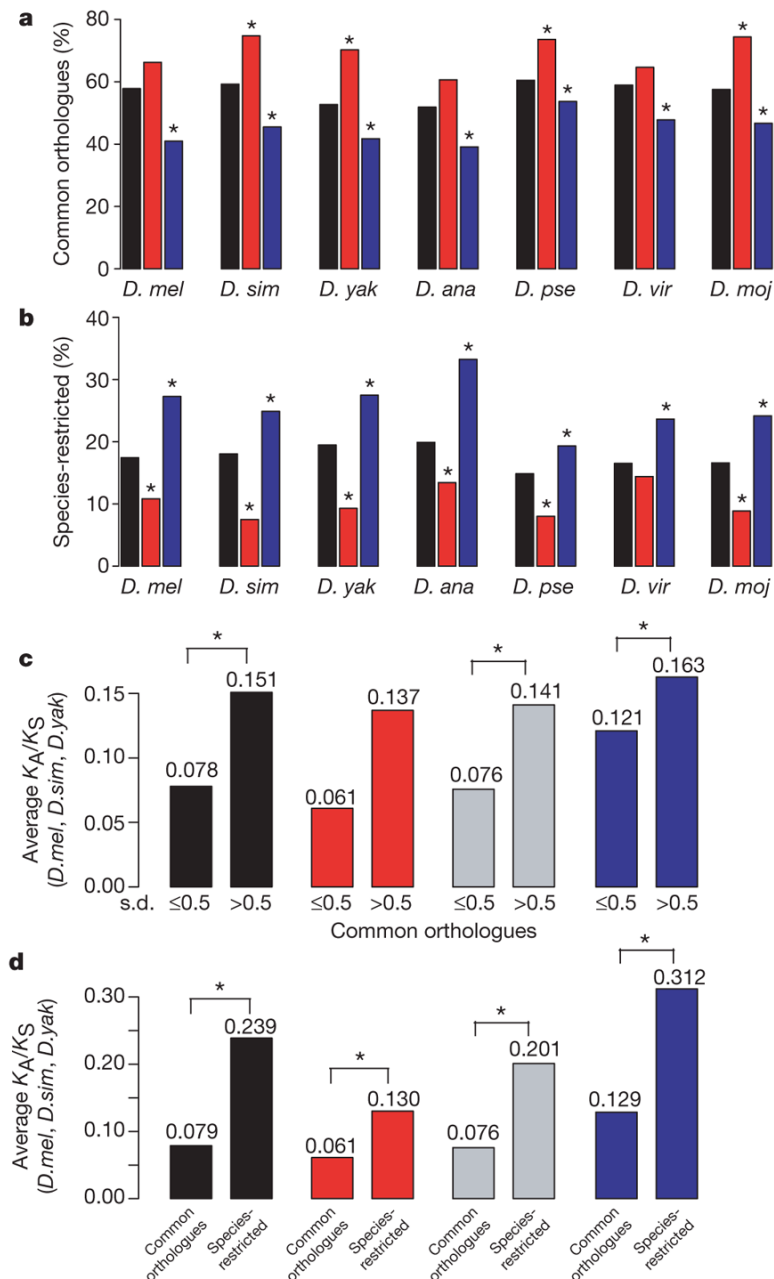 a
Common orthologues (%)
80
60
40
20
0
* * * * * * * * * * *
D. mel D. sim D. yak D. ana D. pse D. vir D. moj
b
Species-restricted (%)
40
30
20
10
0
* * * * * * * * * * * * *
D. mel D. sim D. yak D. ana D. pse D. vir D. moj
c
Average KA/KS
(D.mel, D.sim, D.yak)
0.15
0.10
0.05
0.00
* * *
0.078 0.151 0.061 0.137 0.076 0.141 0.121 0.163
s.d. ≤0.5 >0.5 ≤0.5 >0.5 ≤0.5 >0.5 ≤0.5 >0.5
Common orthologues
d
Average KA/KS
(D.mel, D.sim, D.yak)
0.30
0.20
0.10
0.00
* * * *
0.079 0.239 0.061 0.130 0.076 0.201 0.129 0.312
Common
orthologues
Species-
restricted
Common
orthologues
Species-
restricted
Common
orthologues
Species-
restricted
Common
orthologues
Species-
restricted